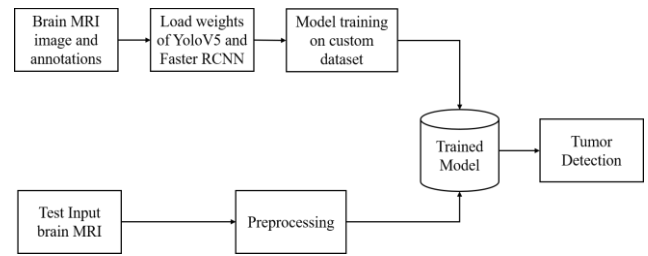 Brain MRI
image and
annotations
Load weights
of YoloV5 and
Faster RCNN
Model training
on custom
dataset
Trained
Model
Tumor
Detection
Test Input
brain MRI
Preprocessing